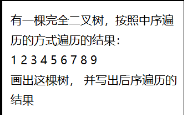 有一棵完全二叉树，按照中序遍
历的方式遍历的结果：
1 2 3 4 5 6 7 8 9
画出这棵树， 并写出后序遍历的
结果